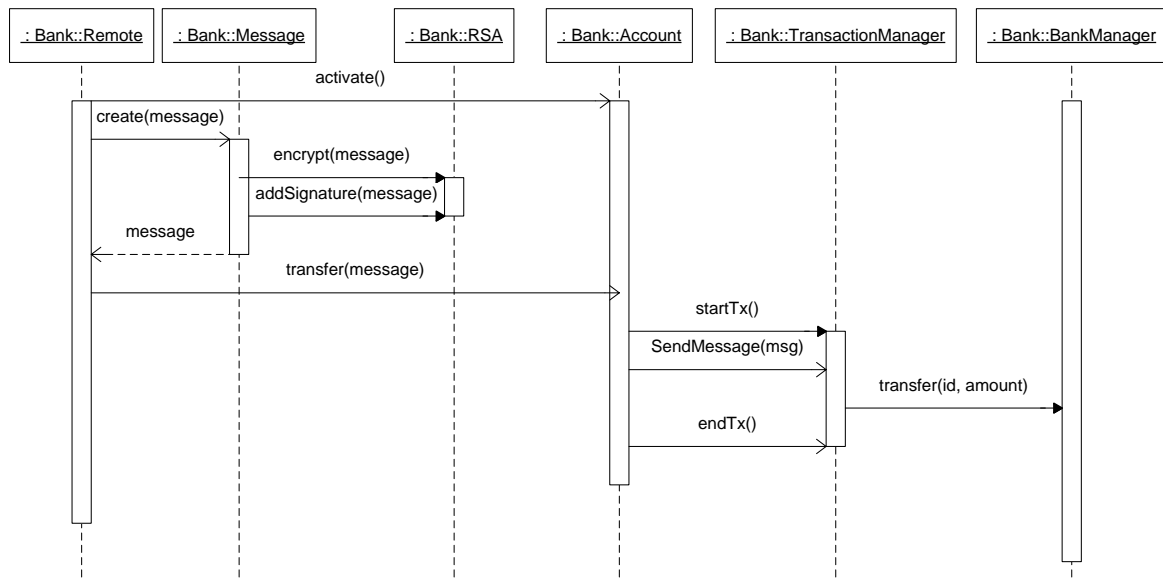 : Bank::Remote
: Bank::Message
: Bank::RSA
: Bank::Account
: Bank::TransactionManager
: Bank::BankManager
activate()
create(message)
encrypt(message)
addSignature(message)
message
transfer(message)
startTx()
SendMessage(msg)
transfer(id, amount)
endTx()